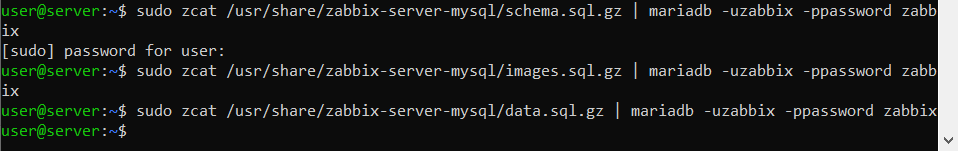 user@server:~$ sudo zcat /usr/share/zabbix-server-mysql/schema.sql.gz | mariadb -uzabbix -ppassword zabb
ix
[sudo] password for user:
user@server:~$ sudo zcat /usr/share/zabbix-server-mysql/images.sql.gz | mariadb -uzabbix -ppassword zabb
ix
user@server:~$ sudo zcat /usr/share/zabbix-server-mysql/data.sql.gz | mariadb -uzabbix -ppassword zabbix
user@server:~$